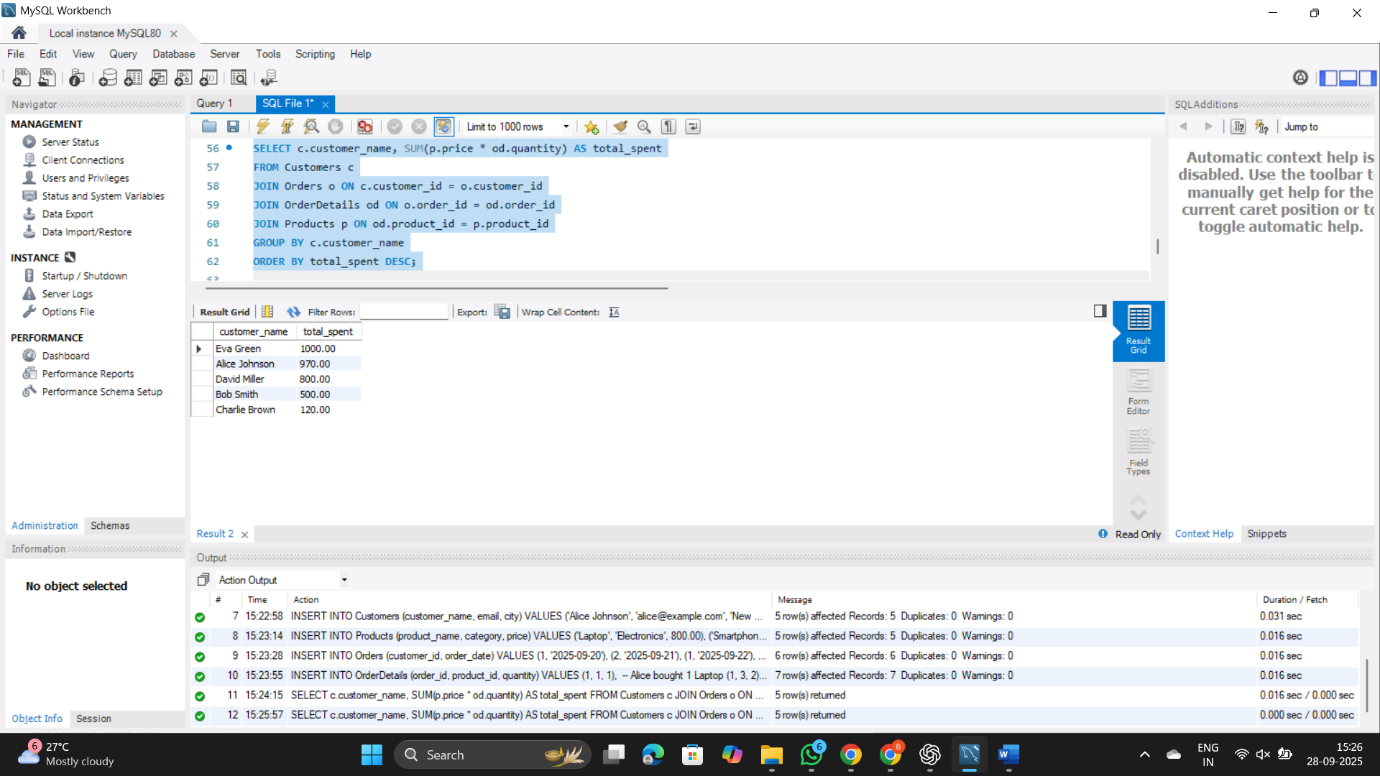 MySQL Workbench
Local instance MySQL80
File Edit View Query Database Server Tools Scripting Help
Navigator
MANAGEMENT
Server Status
Client Connections
Users and Privileges
Status and System Variables
Data Export
Data Import/Restore
INSTANCE
Startup / Shutdown
Server Logs
Options File
PERFORMANCE
Dashboard
Performance Reports
Performance Schema Setup
Administration Schemas
Information
No object selected
Object Info Session
Query 1 SQL File 1*
Limit to 1000 rows
56 SELECT c.customer_name, SUM(p.price * od.quantity) AS total_spent
57 FROM Customers c
58 JOIN Orders o ON c.customer_id = o.customer_id
59 JOIN OrderDetails od ON o.order_id = od.order_id
60 JOIN Products p ON od.product_id = p.product_id
61 GROUP BY c.customer_name
62 ORDER BY total_spent DESC;
63
Result Grid Filter Rows: Export: Wrap Cell Content:
customer_name total_spent
Eva Green 1000.00
Alice Johnson 970.00
David Miller 800.00
Bob Smith 500.00
Charlie Brown 120.00
Result
Grid
Form
Editor
Field
Types
Result 2
Read Only
SQLAdditions
Jump to
Automatic context help is
disabled. Use the toolbar t
manually get help for the
current caret position or to
toggle automatic help.
Context Help Snippets
Output
Action Output
# Time Action Message Duration / Fetch
7 15:22:58 INSERT INTO Customers (customer_name, email, city) VALUES ('Alice Johnson', 'alice@example.com', 'New ... 5 row(s) affected Records: 5 Duplicates: 0 Warnings: 0 0.031 sec
8 15:23:14 INSERT INTO Products (product_name, category, price) VALUES ('Laptop', 'Electronics', 800.00), ('Smartphon... 5 row(s) affected Records: 5 Duplicates: 0 Warnings: 0 0.016 sec
9 15:23:28 INSERT INTO Orders (customer_id, order_date) VALUES (1, '2025-09-20'), (2, '2025-09-21'), (1, '2025-09-22'), ... 6 row(s) affected Records: 6 Duplicates: 0 Warnings: 0 0.016 sec
10 15:23:55 INSERT INTO OrderDetails (order_id, product_id, quantity) VALUES (1, 1, 1), -- Alice bought 1 Laptop (1, 3, 2)... 7 row(s) affected Records: 7 Duplicates: 0 Warnings: 0 0.016 sec
11 15:24:15 SELECT c.customer_name, SUM(p.price * od.quantity) AS total_spent FROM Customers c JOIN Orders o ON ... 5 row(s) returned 0.016 sec / 0.000 sec
12 15:25:57 SELECT c.customer_name, SUM(p.price * od.quantity) AS total_spent FROM Customers c JOIN Orders o ON ... 5 row(s) returned 0.000 sec / 0.000 sec
6
27°C
Mostly cloudy
Search
6
8
ENG
IN
15:26
28-09-2025